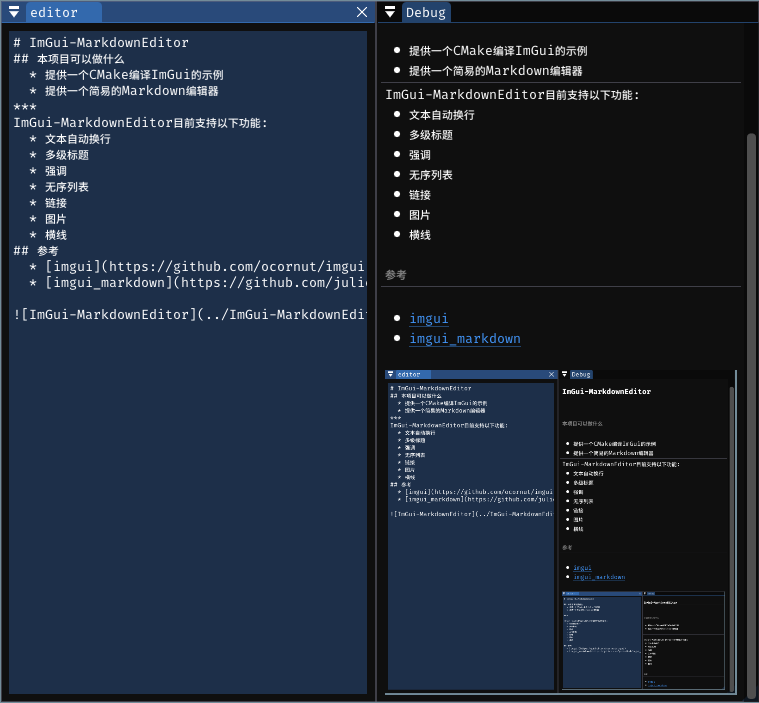 editor
# ImGui-MarkdownEditor
## 本项目可以做什么
* 提供一个CMake编译ImGui的示例
* 提供一个简易的Markdown编辑器
***
ImGui-MarkdownEditor目前支持以下功能:
* 文本自动换行
* 多级标题
* 强调
* 无序列表
* 链接
* 图片
* 横线
## 参考
* [imgui](https://github.com/ocornut/imgui
* [imgui_markdown](https://github.com/julie
![ImGui-MarkdownEditor](../ImGui-MarkdownEdit
Debug
提供一个CMake编译ImGui的示例
提供一个简易的Markdown编辑器
ImGui-MarkdownEditor目前支持以下功能:
文本自动换行
多级标题
强调
无序列表
链接
图片
横线
参考
imgui
imgui_markdown
editor
# ImGui-MarkdownEditor
## 本项目可以做什么
* 提供一个CMake编译ImGui的示例
* 提供一个简易的Markdown编辑器
***
ImGui-MarkdownEditor目前支持以下功能:
* 文本自动换行
* 多级标题
* 强调
* 无序列表
* 链接
* 图片
* 横线
## 参考
* [imgui](https://github.com/ocornut/imgui
* [imgui_markdown](https://github.com/julie
![ImGui-MarkdownEditor](../ImGui-MarkdownEdi
Debug
ImGui-MarkdownEditor
本项目可以做什么
提供一个CMake编译ImGui的示例
提供一个简易的Markdown编辑器
ImGui-MarkdownEditor目前支持以下功能:
文本自动换行
多级标题
强调
无序列表
链接
图片
横线
参考
imgui
imgui_markdown